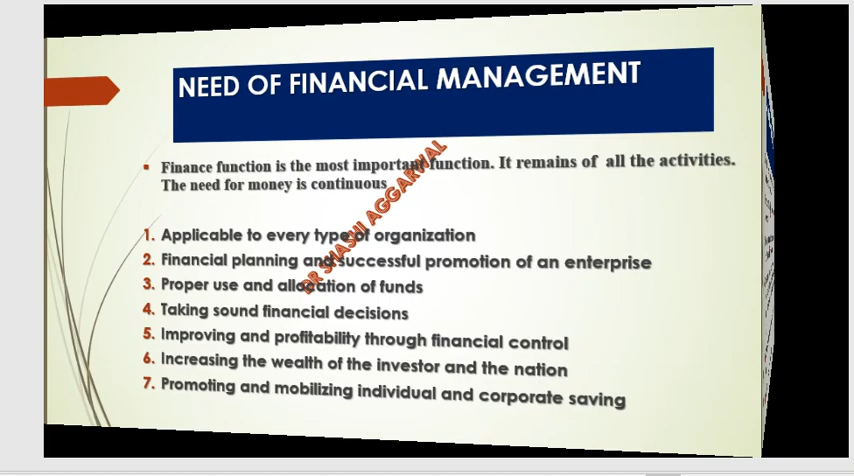 NEED OF FINANCIAL MANAGEMENT
▪ Finance function is the most important function. It remains of all the activities.
The need for money is continuous
1. Applicable to every type of organization
2. Financial planning and successful promotion of an enterprise
3. Proper use and allocation of funds
4. Taking sound financial decisions
5. Improving and profitability through financial control
6. Increasing the wealth of the investor and the nation
7. Promoting and mobilizing individual and corporate saving
DR SHASHI AGGARWAL